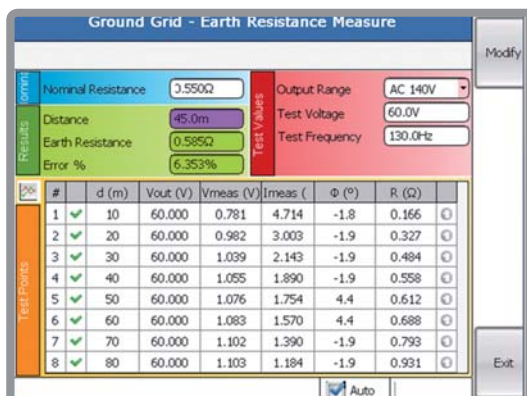 Ground Grid - Earth Resistance Measure
Modify
Nominal Resistance 0.550Ω
Output Range AC 140V
Results
Distance 45.0m
Test Values
Test Voltage 60.0V
Earth Resistance 0.585Ω
Test Frequency 130.0Hz
Error % 6.353%
# d (m) Vout (V) Vmeas (V) Imeas ( Φ (º) R (Ω)
Test Points
1 10 60.000 0.781 4.714 -1.8 0.166
2 20 60.000 0.982 3.003 -1.9 0.327
3 30 60.000 1.039 2.143 -1.9 0.484
4 40 60.000 1.055 1.890 -1.9 0.558
5 50 60.000 1.076 1.754 4.4 0.612
6 60 60.000 1.083 1.570 4.4 0.688
7 70 60.000 1.102 1.390 -1.9 0.793
8 80 60.000 1.103 1.184 -1.9 0.931
Exit
Auto